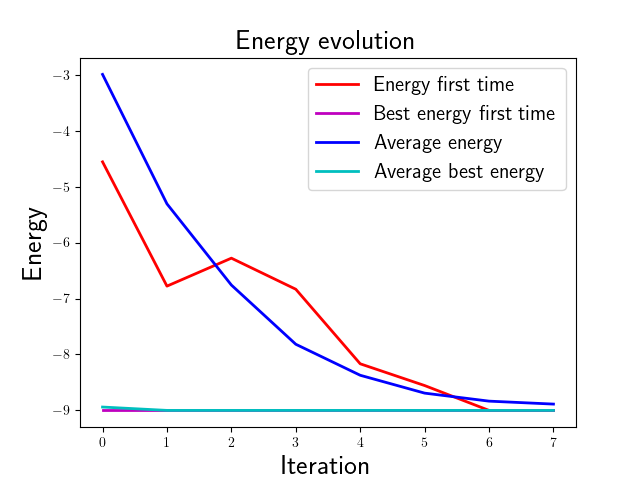 Energy evolution
Energy first time
Best energy first time
Average energy
Average best energy
Energy
−3
−4
−5
−6
−7
−8
−9
0 1 2 3 4 5 6 7
Iteration